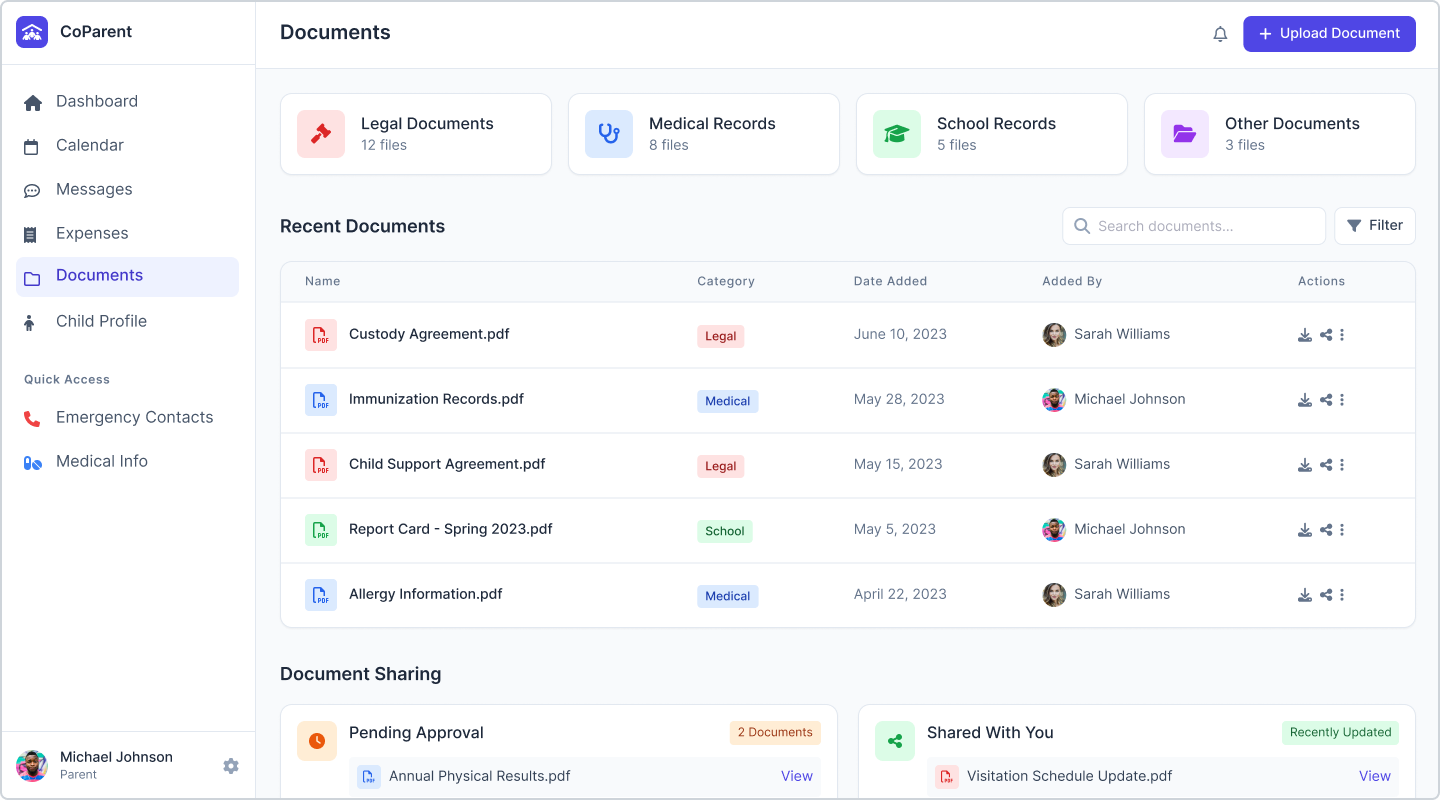 CoParent
Documents
Upload Document
Dashboard
Calendar
Messages
Expenses
Documents
Child Profile
Quick Access
Emergency Contacts
Medical Info
Michael Johnson
Parent
Legal Documents
12 files
Medical Records
8 files
School Records
5 files
Other Documents
3 files
Recent Documents
Search documents...
Filter
Name Category Date Added Added By Actions
PDF Custody Agreement.pdf Legal June 10, 2023 Sarah Williams
PDF Immunization Records.pdf Medical May 28, 2023 Michael Johnson
PDF Child Support Agreement.pdf Legal May 15, 2023 Sarah Williams
PDF Report Card - Spring 2023.pdf School May 5, 2023 Michael Johnson
PDF Allergy Information.pdf Medical April 22, 2023 Sarah Williams
Document Sharing
Pending Approval 2 Documents
PDF Annual Physical Results.pdf View
Shared With You Recently Updated
PDF Visitation Schedule Update.pdf View